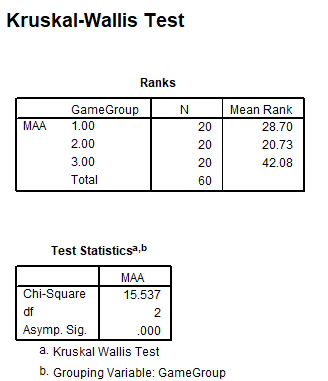 Kruskal-Wallis Test
Ranks
GameGroup N Mean Rank
MAA 1.00 20 28.70
2.00 20 20.73
3.00 20 42.08
Total 60
Test Statisticsa,b
MAA
Chi-Square 15.537
df 2
Asymp. Sig. .000
a. Kruskal Wallis Test
b. Grouping Variable: GameGroup